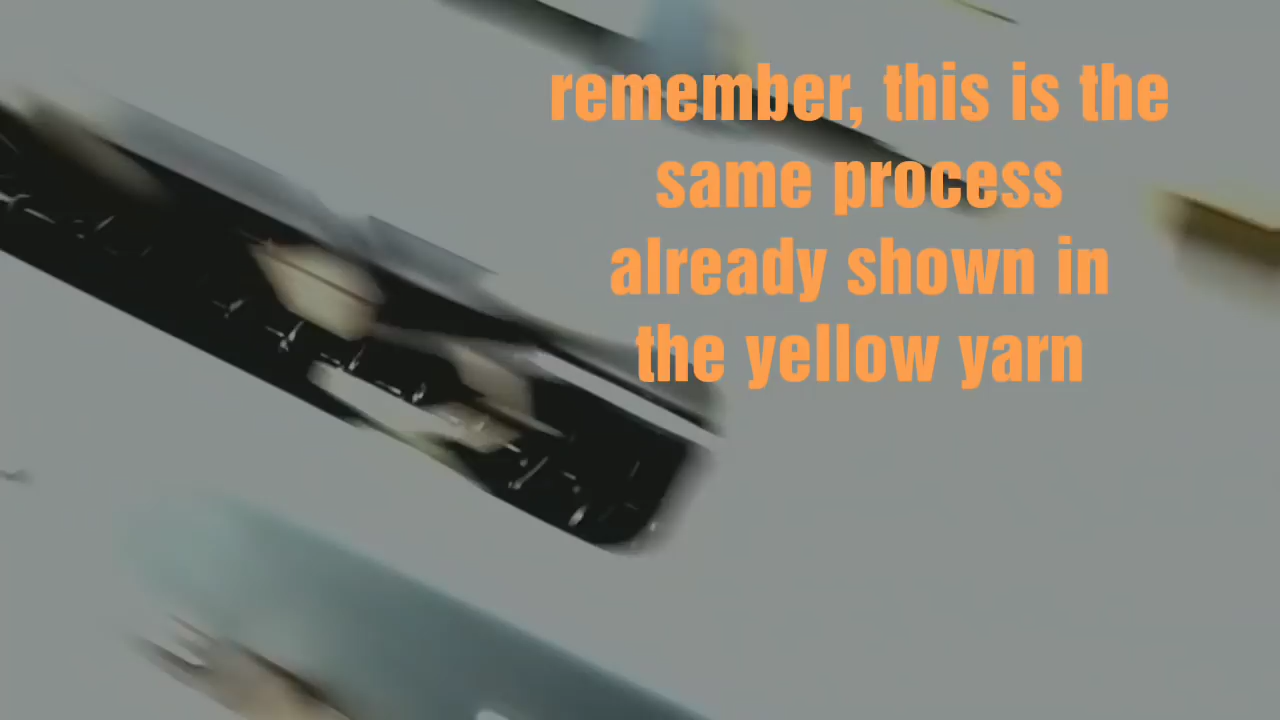 remember, this is the
same process
already shown in
the yellow yarn